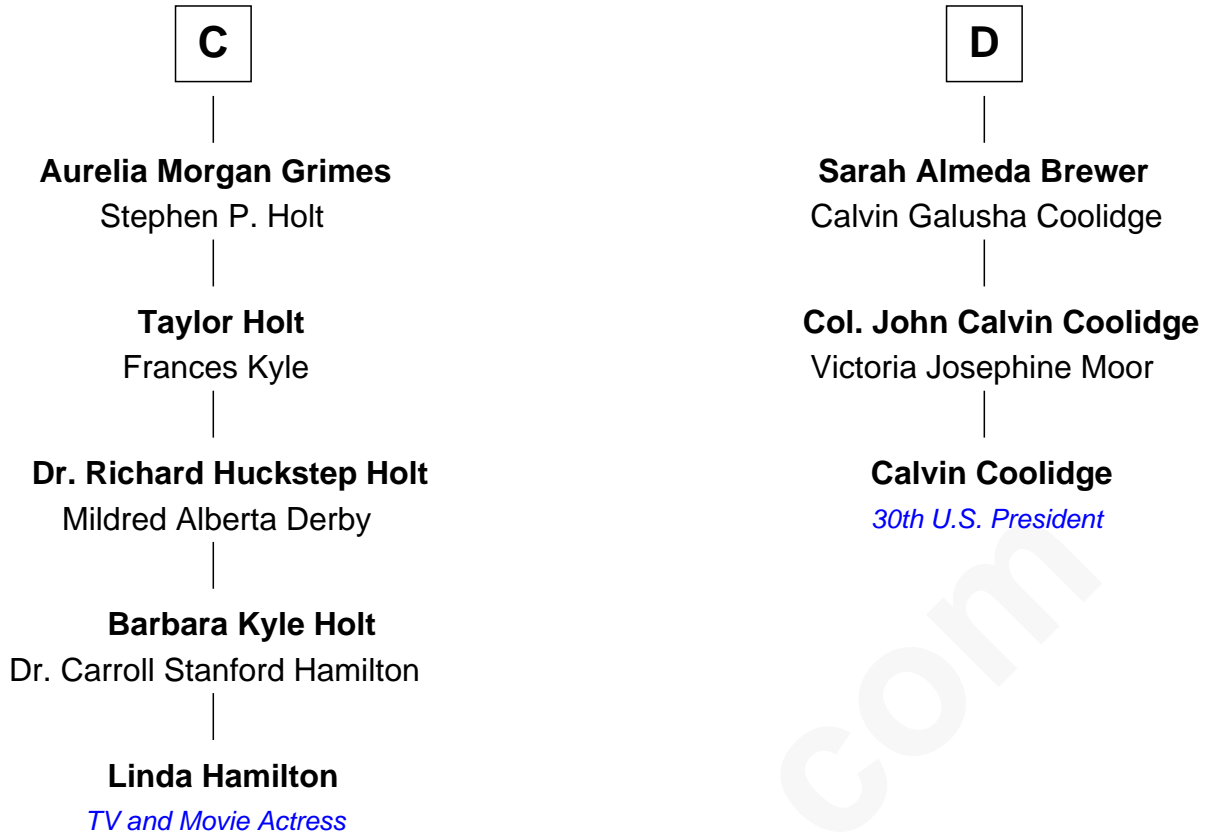 C
Aurelia Morgan Grimes
Stephen P. Holt
Taylor Holt
Frances Kyle
Dr. Richard Huckstep Holt
Mildred Alberta Derby
Barbara Kyle Holt
Dr. Carroll Stanford Hamilton
Linda Hamilton
TV and Movie Actress
D
Sarah Almeda Brewer
Calvin Galusha Coolidge
Col. John Calvin Coolidge
Victoria Josephine Moor
Calvin Coolidge
30th U.S. President
com